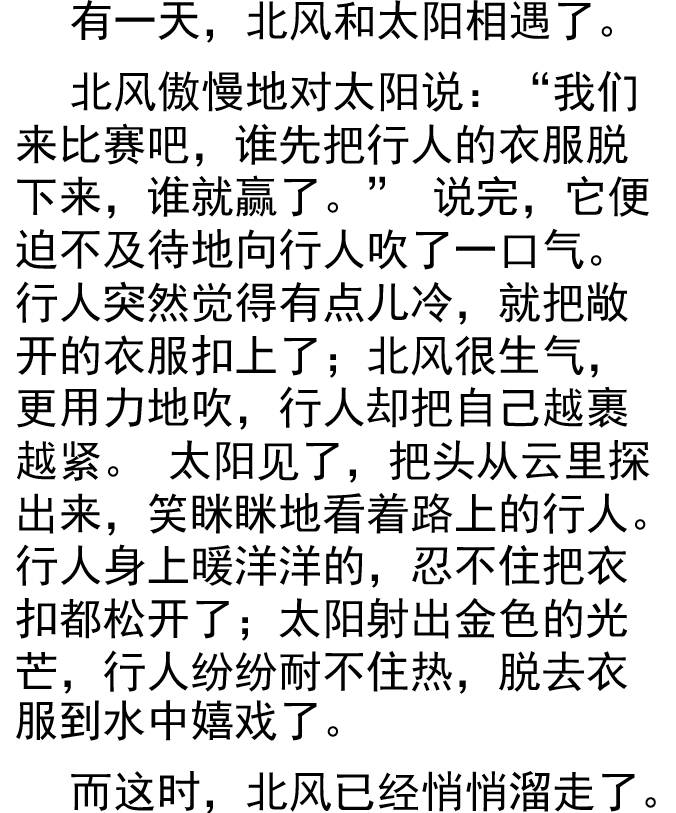 有一天，北风和太阳相遇了。
北风傲慢地对太阳说：“我们
来比赛吧，谁先把行人的衣服脱
下来，谁就赢了。” 说完，它便
迫不及待地向行人吹了一口气。
行人突然觉得有点儿冷，就把敞
开的衣服扣上了；北风很生气，
更用力地吹，行人却把自己越裹
越紧。 太阳见了，把头从云里探
出来，笑眯眯地看着路上的行人。
行人身上暖洋洋的，忍不住把衣
扣都松开了；太阳射出金色的光
芒，行人纷纷耐不住热，脱去衣
服到水中嬉戏了。
而这时，北风已经悄悄溜走了。